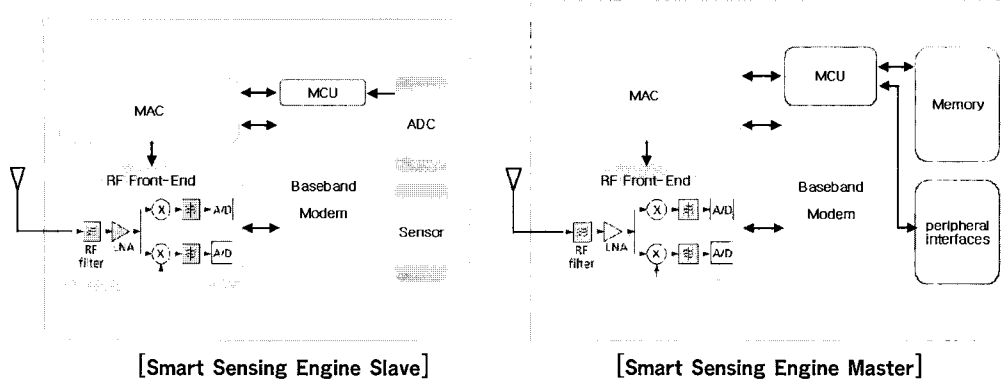 MAC
MCU
ADC
RF Front-End
Baseband
Modem
X
A/D
Sensor
RF
filter
LNA
X
A/D
[Smart Sensing Engine Slave]
MAC
MCU
Memory
RF Front-End
Baseband
Modem
X
A/D
peripheral
interfaces
RF
filter
LNA
X
A/D
[Smart Sensing Engine Master]